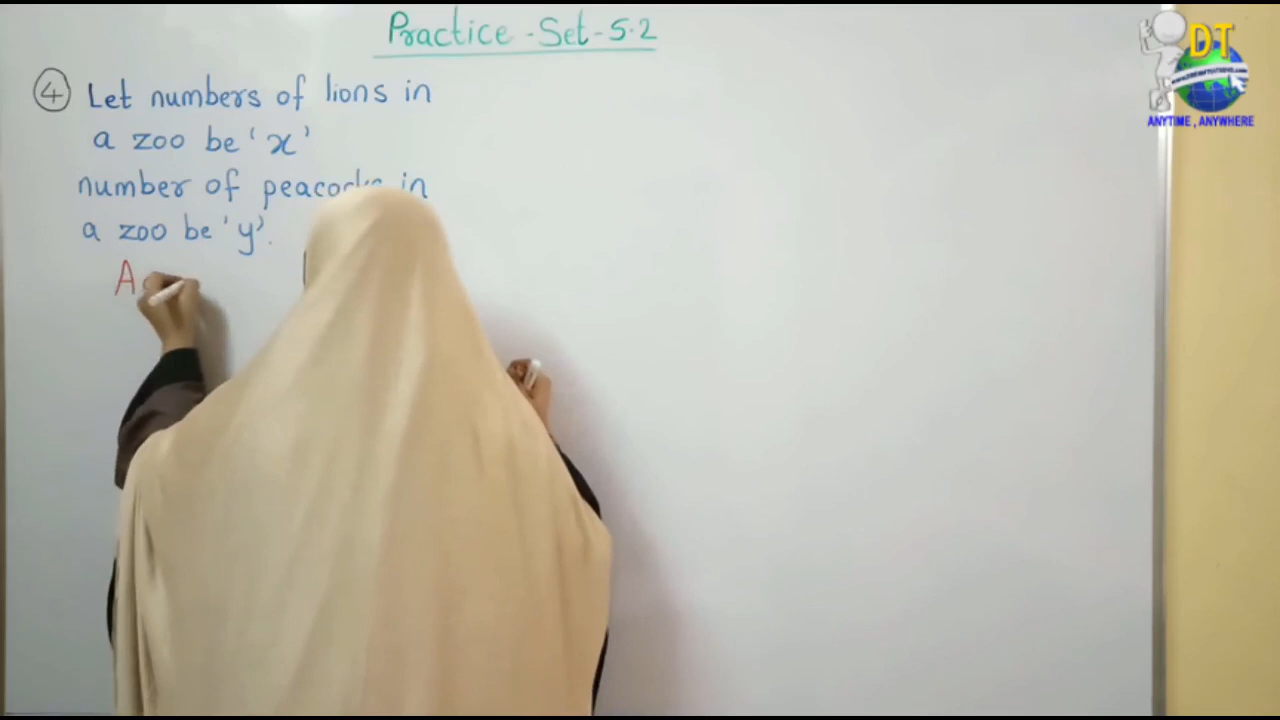 Practice - Set - 5.2
④ Let numbers of lions in
a zoo be 'x'
number of peacocks in
a zoo be 'y'.
A
DT
ANYTIME , ANYWHERE